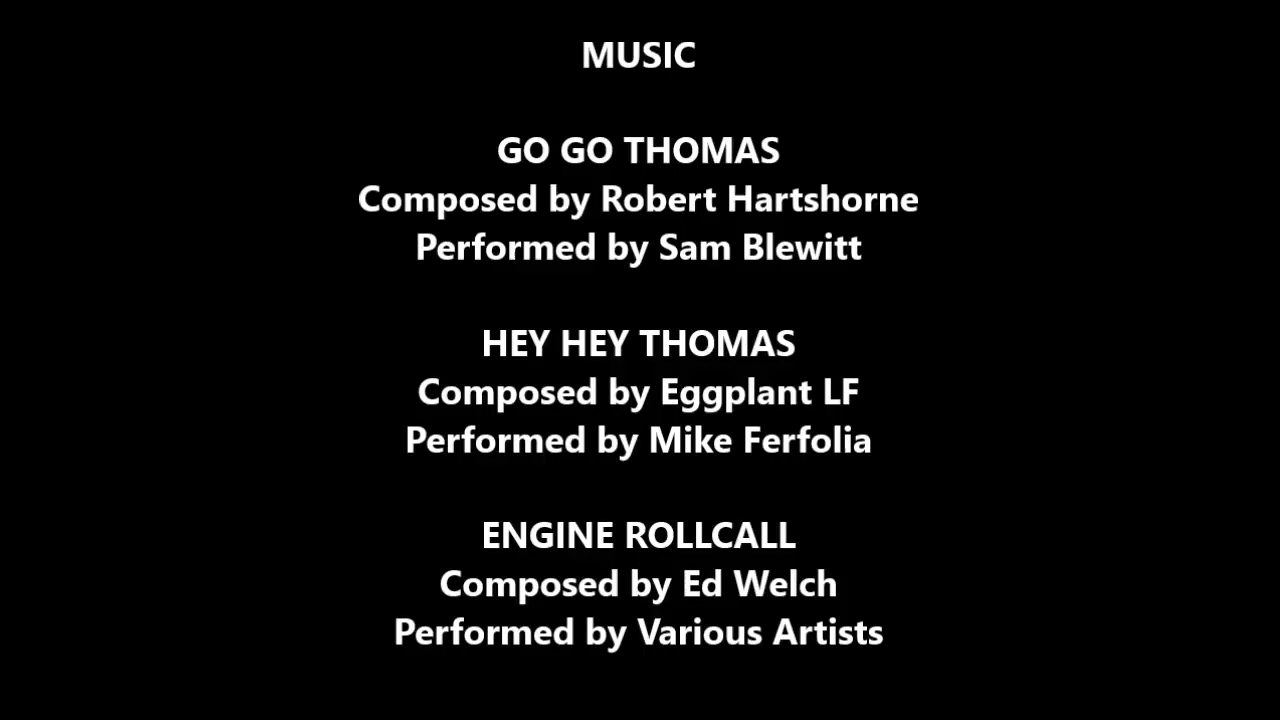 MUSIC
GO GO THOMAS
Composed by Robert Hartshorne
Performed by Sam Blewitt
HEY HEY THOMAS
Composed by Eggplant LF
Performed by Mike Ferfolia
ENGINE ROLLCALL
Composed by Ed Welch
Performed by Various Artists